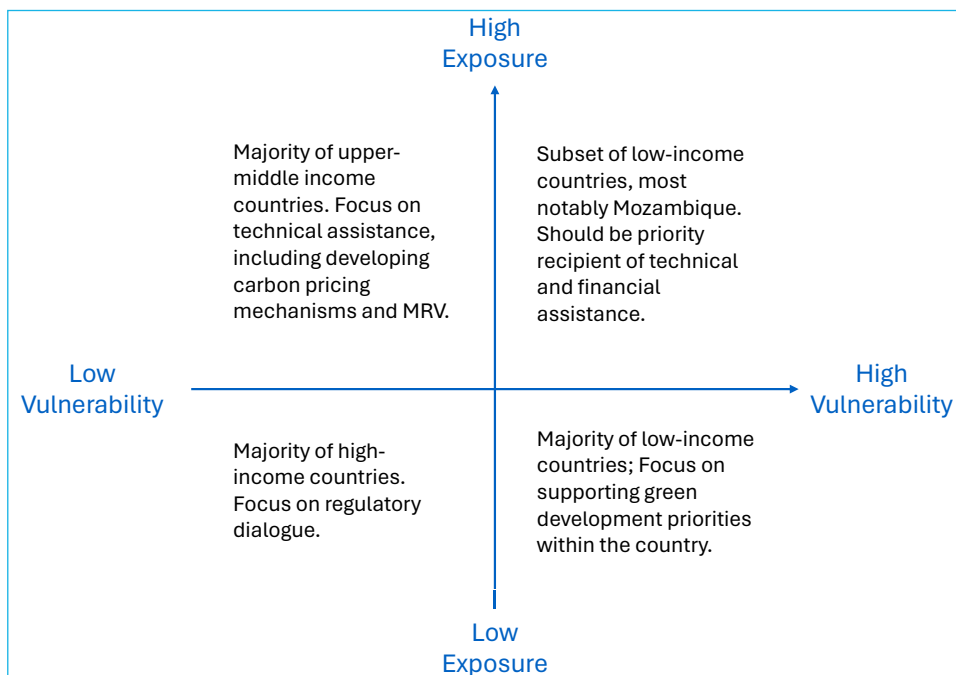 High
Exposure
Majority of upper-
middle income
countries. Focus on
technical assistance,
including developing
carbon pricing
mechanisms and MRV.
Subset of low-income
countries, most
notably Mozambique.
Should be priority
recipient of technical
and financial
assistance.
Low
Vulnerability
High
Vulnerability
Majority of high-
income countries.
Focus on regulatory
dialogue.
Majority of low-income
countries; Focus on
supporting green
development priorities
within the country.
Low
Exposure